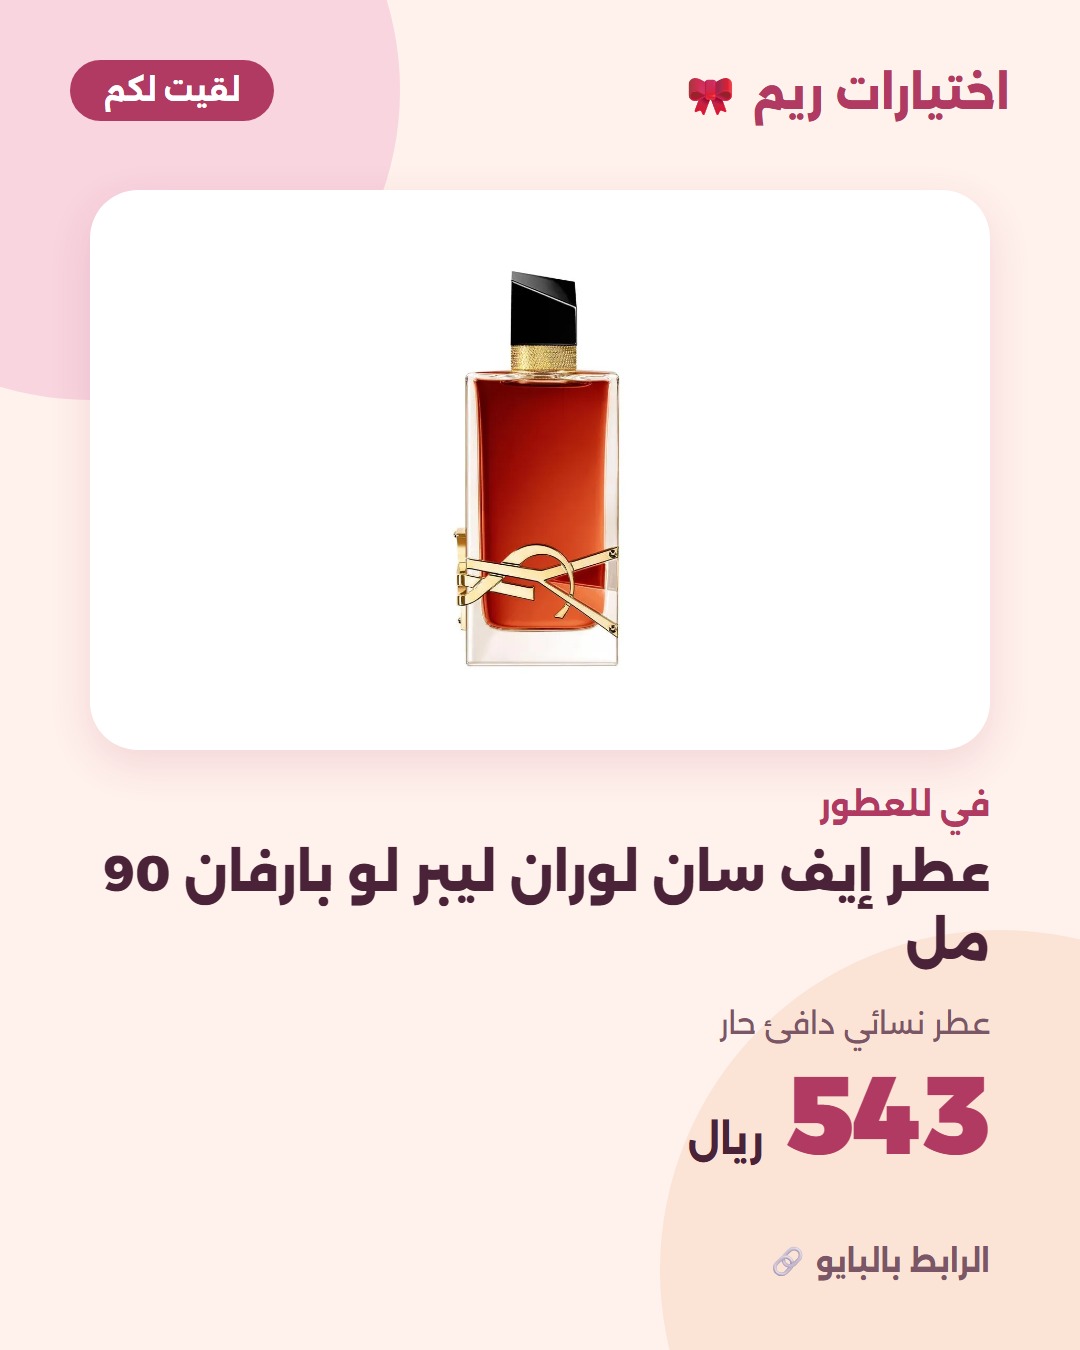 اختيارات ريم 🎀
لقيت لكم
في للعطور
عطر إيف سان لوران ليبر لو بارفان 90
مل
عطر نسائي دافئ حار
543 ريال
الرابط بالبايو 🔗